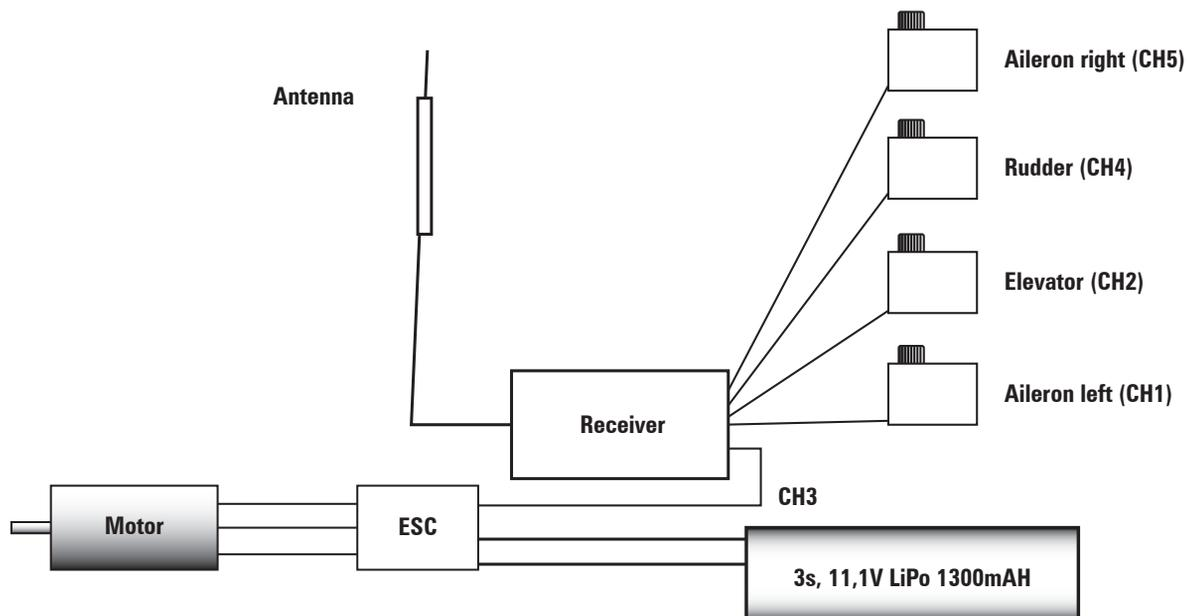 Aileron right (CH5)
Antenna
Rudder (CH4)
Elevator (CH2)
Aileron left (CH1)
Receiver
CH3
Motor
ESC
3s, 11,1V LiPo 1300mAH